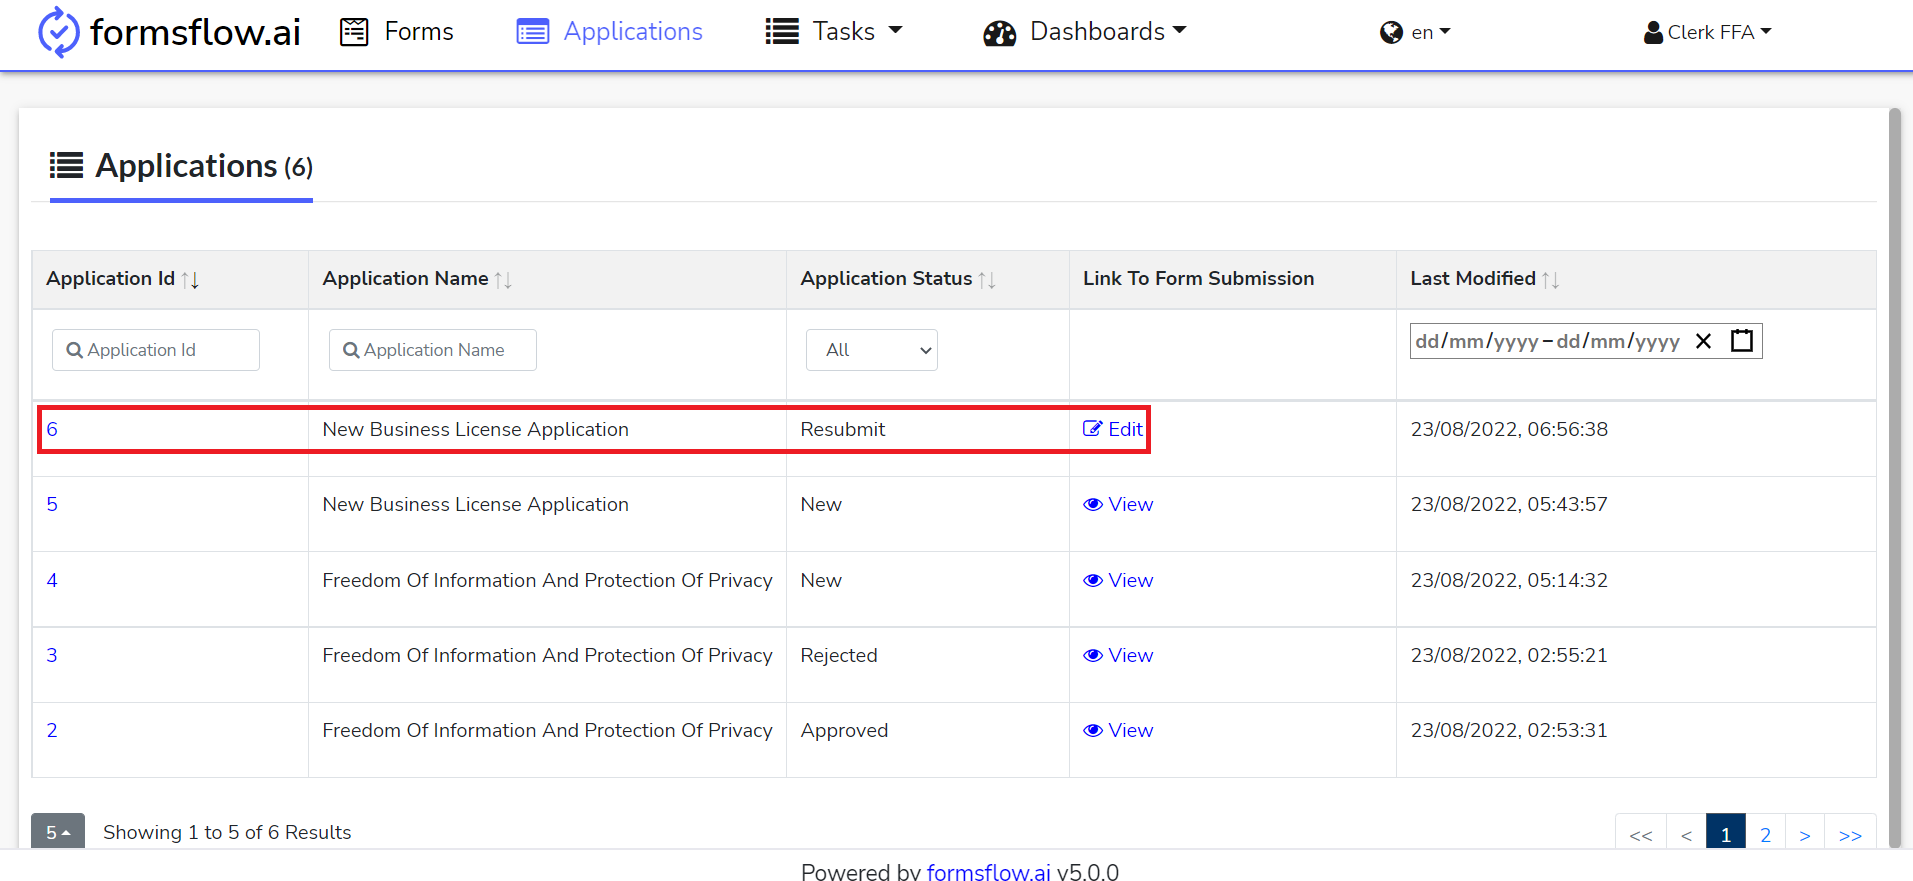 formsflow.ai Forms Applications Tasks Dashboards en Clerk FFA
Applications (6)
Application Id Application Name Application Status Link To Form Submission Last Modified
Application Id Application Name All dd/mm/yyyy – dd/mm/yyyy
6 New Business License Application Resubmit Edit 23/08/2022, 06:56:38
5 New Business License Application New View 23/08/2022, 05:43:57
4 Freedom Of Information And Protection Of Privacy New View 23/08/2022, 05:14:32
3 Freedom Of Information And Protection Of Privacy Rejected View 23/08/2022, 02:55:21
2 Freedom Of Information And Protection Of Privacy Approved View 23/08/2022, 02:53:31
5 Showing 1 to 5 of 6 Results << < 1 2 > >>
Powered by formsflow.ai v5.0.0